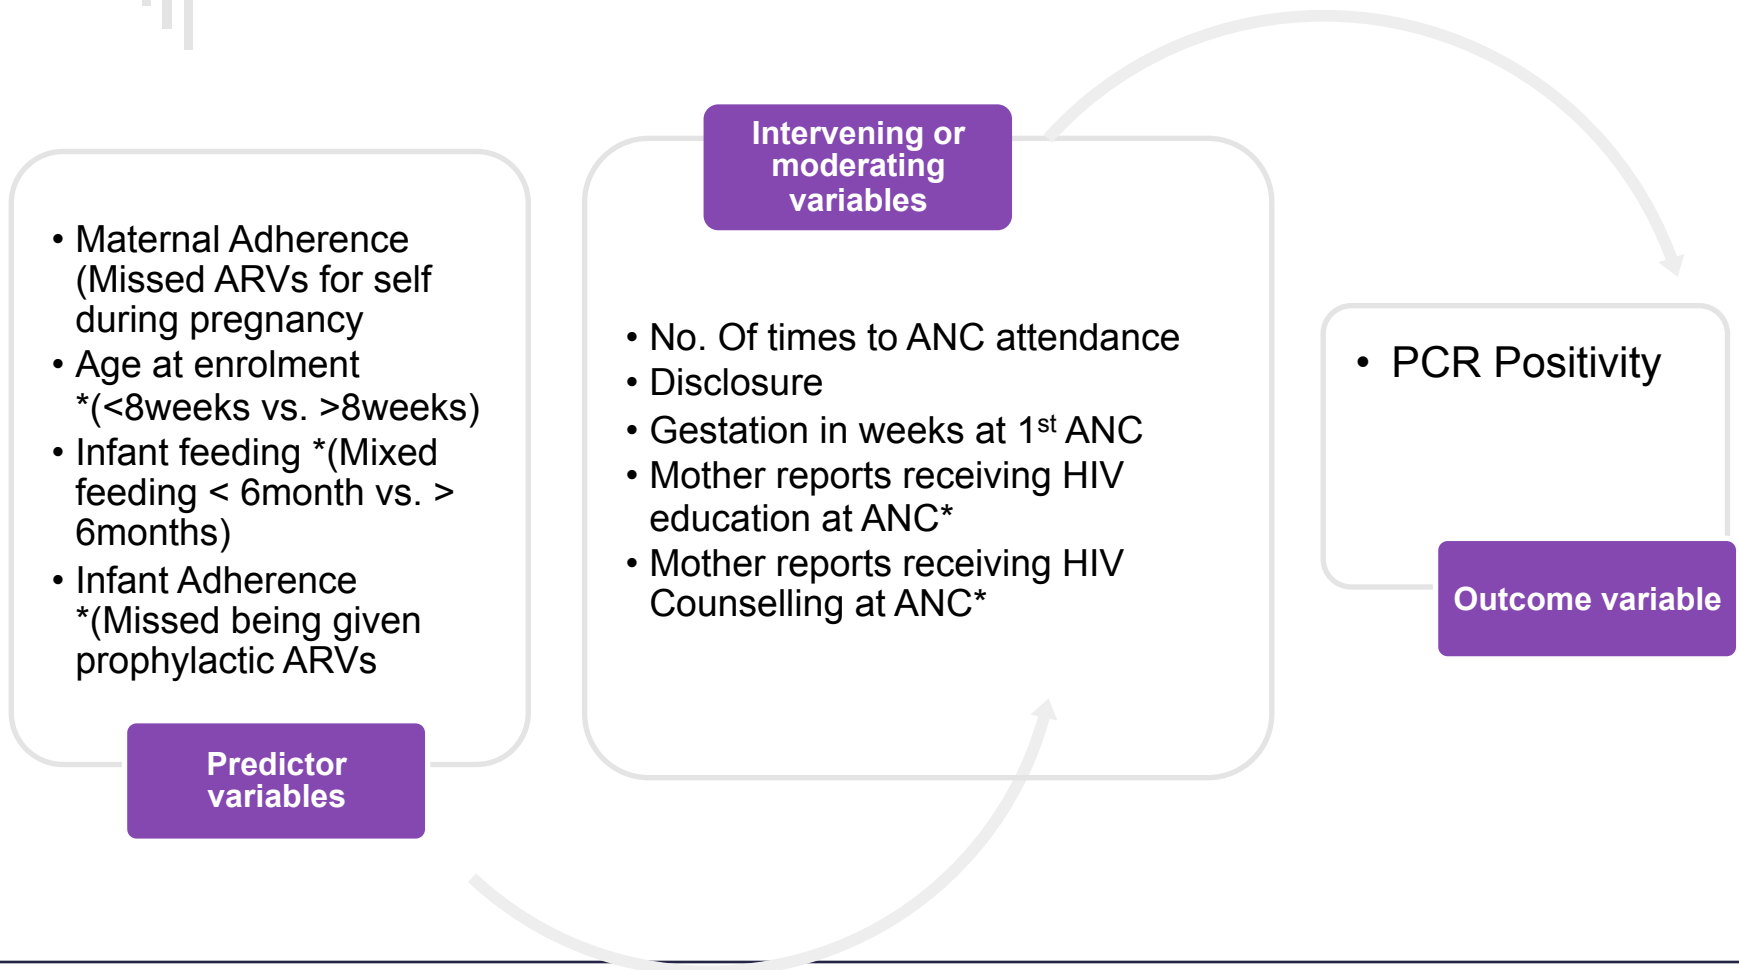 • Maternal Adherence
(Missed ARVs for self
during pregnancy
• Age at enrolment
*(<8weeks vs. >8weeks)
• Infant feeding *(Mixed
feeding < 6month vs. >
6months)
• Infant Adherence
*(Missed being given
prophylactic ARVs
Predictor
variables
Intervening or
moderating
variables
• No. Of times to ANC attendance
• Disclosure
• Gestation in weeks at 1st ANC
• Mother reports receiving HIV
education at ANC*
• Mother reports receiving HIV
Counselling at ANC*
• PCR Positivity
Outcome variable